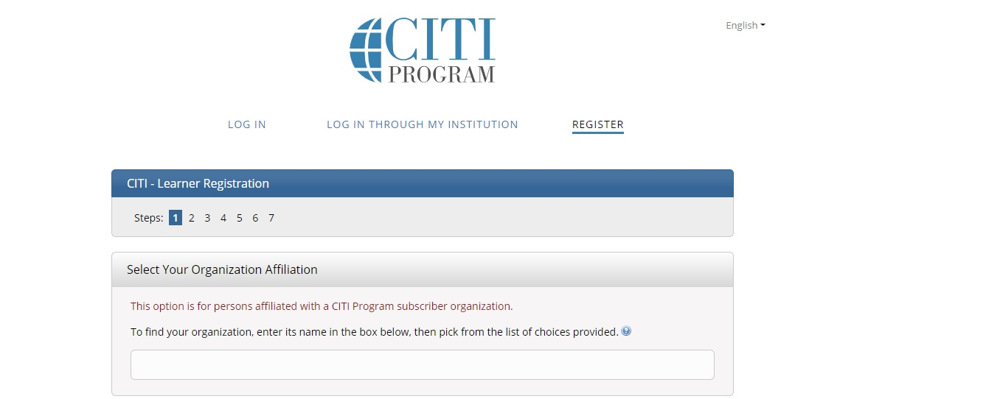 CITI
PROGRAM
English
LOG IN LOG IN THROUGH MY INSTITUTION REGISTER
CITI - Learner Registration
Steps: 1 2 3 4 5 6 7
Select Your Organization Affiliation
This option is for persons affiliated with a CITI Program subscriber organization.
To find your organization, enter its name in the box below, then pick from the list of choices provided. ?